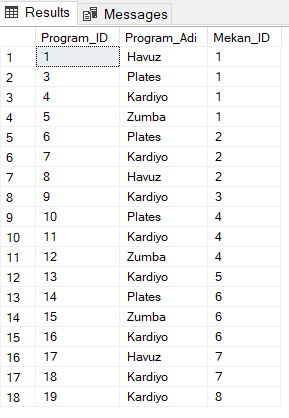 Results Messages
Program_ID Program_Adi Mekan_ID
1 1 Havuz 1
2 3 Plates 1
3 4 Kardiyo 1
4 5 Zumba 1
5 6 Plates 2
6 7 Kardiyo 2
7 8 Havuz 2
8 9 Kardiyo 3
9 10 Plates 4
10 11 Kardiyo 4
11 12 Zumba 4
12 13 Kardiyo 5
13 14 Plates 6
14 15 Zumba 6
15 16 Kardiyo 6
16 17 Havuz 7
17 18 Kardiyo 7
18 19 Kardiyo 8